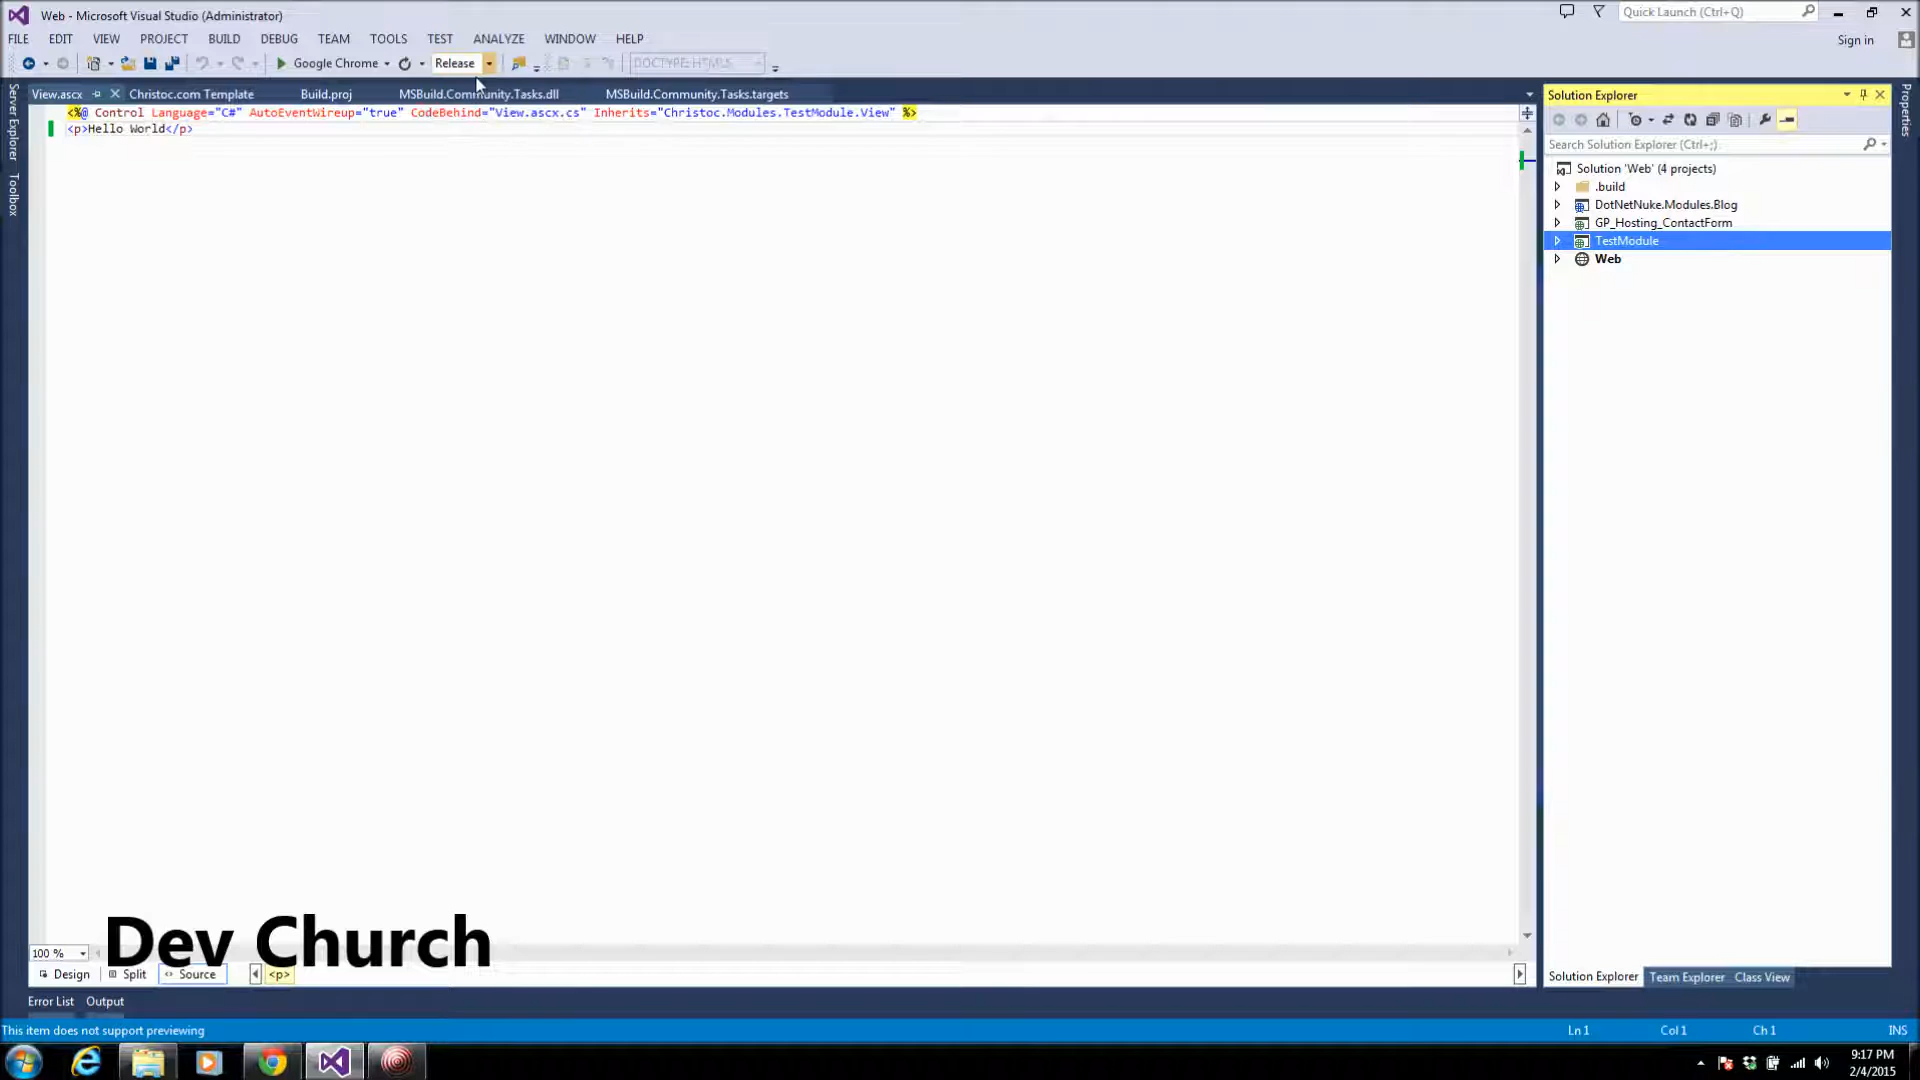 Web - Microsoft Visual Studio (Administrator)
Quick Launch (Ctrl+Q)
FILE EDIT VIEW PROJECT BUILD DEBUG TEAM TOOLS TEST ANALYZE WINDOW HELP
Sign in
Google Chrome Release DOCTYPE: HTML5
View.ascx Christoc.com Template Build.proj MSBuild.Community.Tasks.dll MSBuild.Community.Tasks.targets
<%@ Control Language="C#" AutoEventWireup="true" CodeBehind="View.ascx.cs" Inherits="Christoc.Modules.TestModule.View" %>
<p>Hello World</p>
Server Explorer
Toolbox
Solution Explorer
Properties
Search Solution Explorer (Ctrl+;)
Solution 'Web' (4 projects)
.build
DotNetNuke.Modules.Blog
GP_Hosting_ContactForm
TestModule
Web
Dev Church
100 %
Design Split Source <p>
Solution Explorer Team Explorer Class View
Error List Output
This item does not support previewing Ln 1 Col 1 Ch 1 INS
9:17 PM
2/4/2015